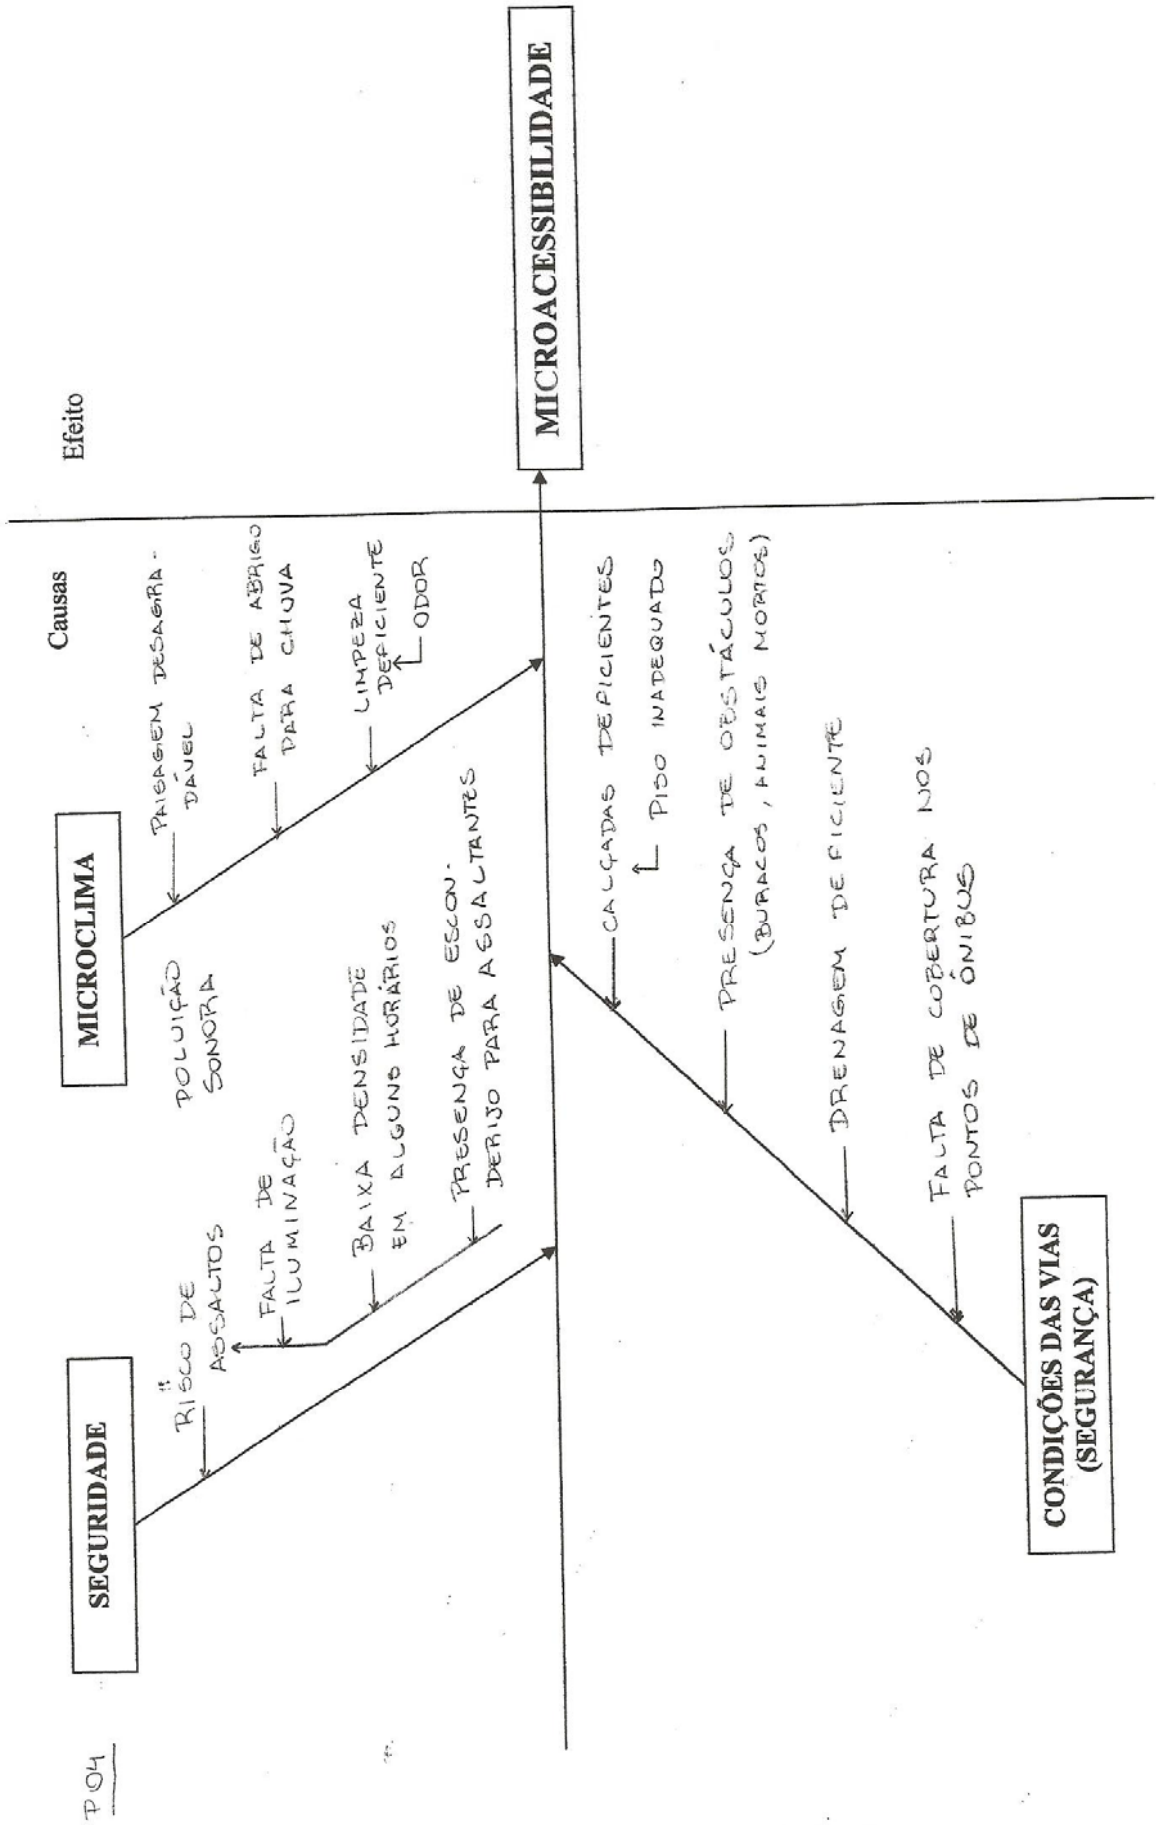 P04
Causas
Efeito
SEGURIDADE
RISCO DE
ASSALTOS
FALTA DE
ILUMINAÇÃO
BAIXA DENSIDADE
EM ALGUNS HORÁRIOS
PRESENÇA DE ESCON-
DERIJO PARA ASSALTANTES
MICROCLIMA
POLUIÇÃO
SONORA
PAISAGEM DESAGRA-
DÁVEL
FALTA DE ABRIGO
PARA CHUVA
LIMPEZA
DEFICIENTE
ODOR
MICROACESSIBILIDADE
CALÇADAS DEFICIENTES
PISO INADEQUADO
PRESENÇA DE OBSTÁCULOS
(BURACOS, ANIMAIS MORTOS)
DRENAGEM DEFICIENTE
FALTA DE COBERTURA NOS
PONTOS DE ÔNIBUS
CONDIÇÕES DAS VIAS
(SEGURANÇA)